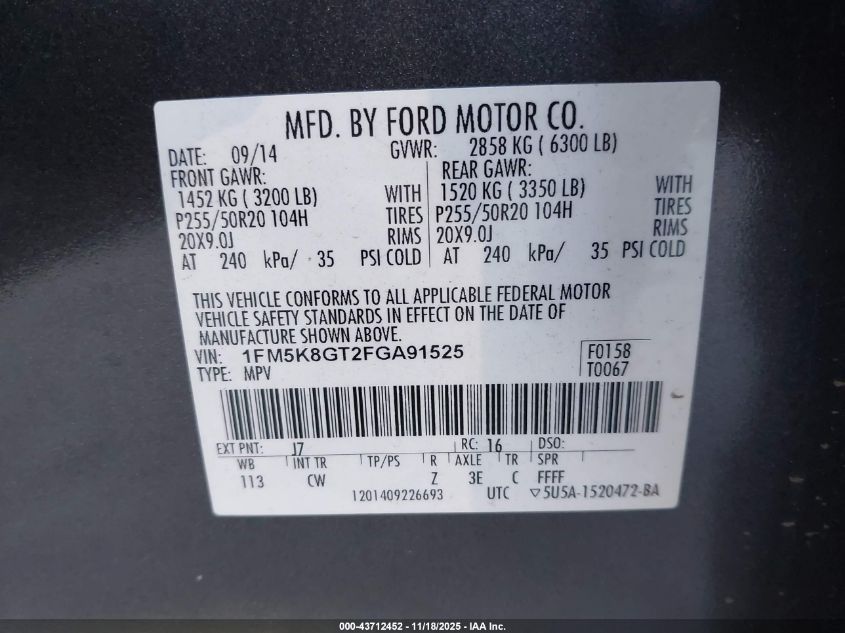 MFD. BY FORD MOTOR CO.
DATE: 09/14 GVWR: 2858 KG ( 6300 LB)
FRONT GAWR: REAR GAWR:
1452 KG ( 3200 LB) WITH 1520 KG ( 3350 LB) WITH
P255/50R20 104H TIRES P255/50R20 104H TIRES
20X9.0J RIMS 20X9.0J RIMS
AT 240 kPa/ 35 PSI COLD AT 240 kPa/ 35 PSI COLD
THIS VEHICLE CONFORMS TO ALL APPLICABLE FEDERAL MOTOR
VEHICLE SAFETY STANDARDS IN EFFECT ON THE DATE OF
MANUFACTURE SHOWN ABOVE.
VIN: 1FM5K8GT2FGA91525 F0158
TYPE: MPV T0067
EXT PNT: J7 RC: 16 DSO:
WB INT TR TP/PS R AXLE TR SPR
113 CW Z 3E C FFFF
1201409226693 UTC ▽5U5A-1520472-BA
000-43712452 - 11/18/2025 - IAA Inc.